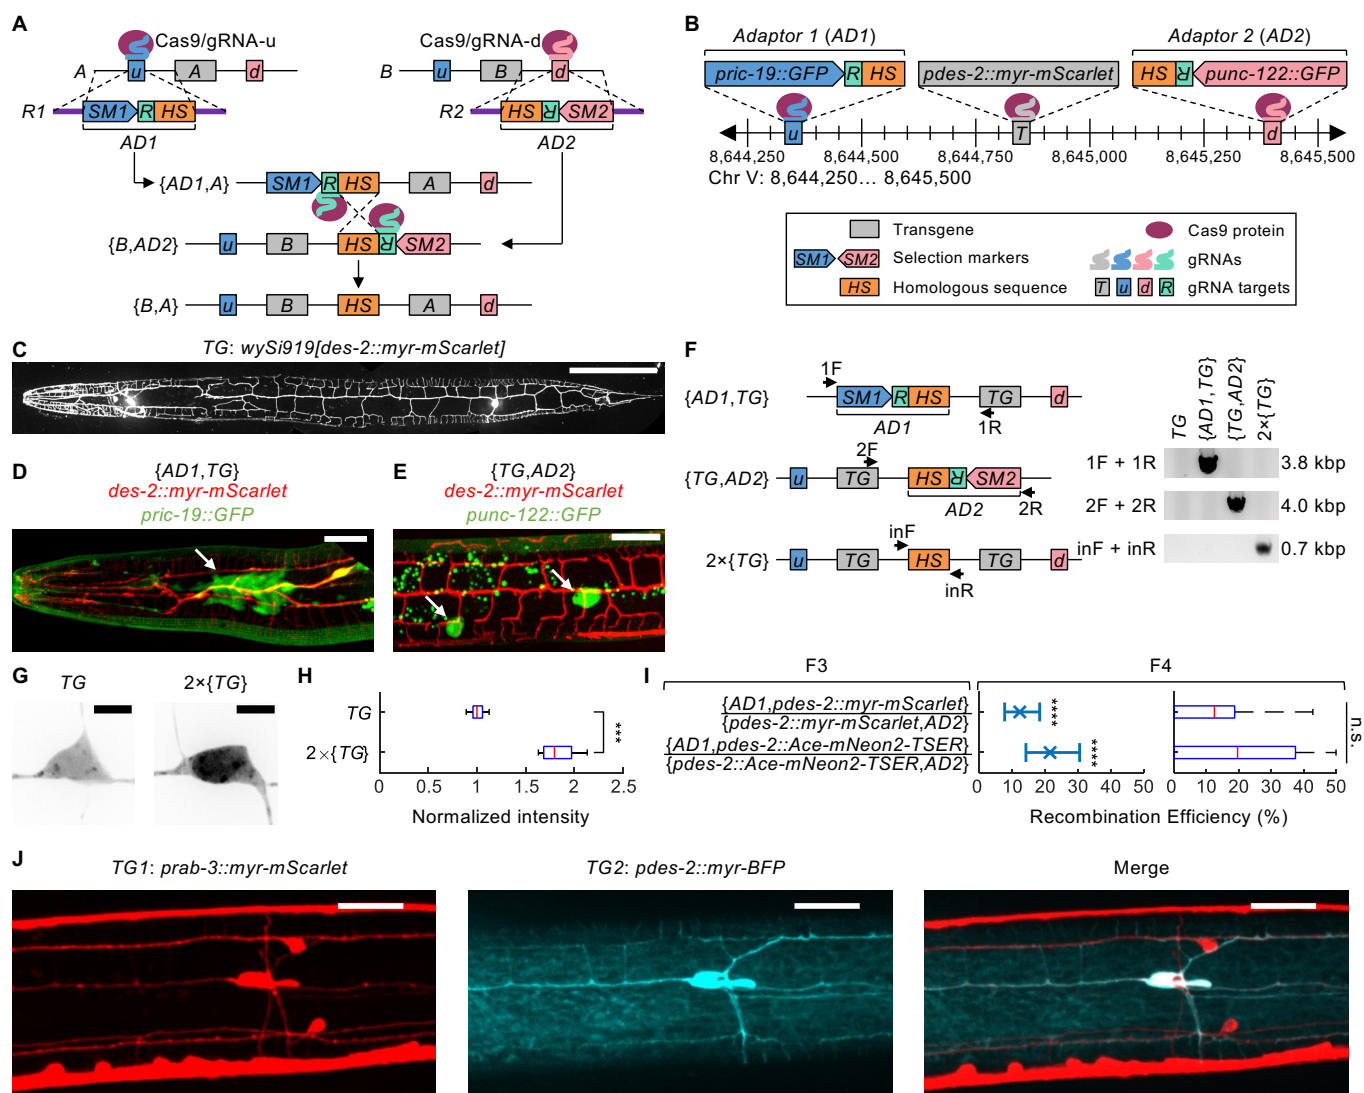 A
Cas9/gRNA-u
Cas9/gRNA-d
A
u
A
d
B
u
B
d
R1
SM1
R
HS
R2
HS
R
SM2
AD1
AD2
{AD1,A}
SM1
R
HS
A
d
{B,AD2}
u
B
HS
R
SM2
{B,A}
u
B
HS
A
d
B
Adaptor 1 (AD1)
Adaptor 2 (AD2)
pric-19::GFP
R
HS
pdes-2::myr-mScarlet
HS
R
punc-122::GFP
u
T
d
8,644,250
8,644,500
8,644,750
8,645,000
8,645,250
8,645,500
Chr V: 8,644,250... 8,645,500
Transgene
Cas9 protein
SM1
SM2
Selection markers
gRNAs
HS
Homologous sequence
T
u
d
R
gRNA targets
C
TG: wySi919[des-2::myr-mScarlet]
D
{AD1,TG}
des-2::myr-mScarlet
pric-19::GFP
E
{TG,AD2}
des-2::myr-mScarlet
punc-122::GFP
F
1F
{AD1,TG}
SM1
R
HS
TG
d
AD1
1R
2F
{TG,AD2}
u
TG
HS
R
SM2
AD2
2R
inF
2×{TG}
u
TG
HS
TG
d
inR
TG
{AD1,TG}
{TG,AD2}
2×{TG}
1F + 1R
3.8 kbp
2F + 2R
4.0 kbp
inF + inR
0.7 kbp
G
TG
2×{TG}
H
TG
2×{TG}
***
0
0.5
1
1.5
2
2.5
Normalized intensity
I
F3
F4
{AD1,pdes-2::myr-mScarlet}
{pdes-2::myr-mScarlet,AD2}
{AD1,pdes-2::Ace-mNeon2-TSER}
{pdes-2::Ace-mNeon2-TSER,AD2}
****
****
n.s.
0
10
20
30
40
50
0
10
20
30
40
50
Recombination Efficiency (%)
J
TG1: prab-3::myr-mScarlet
TG2: pdes-2::myr-BFP
Merge